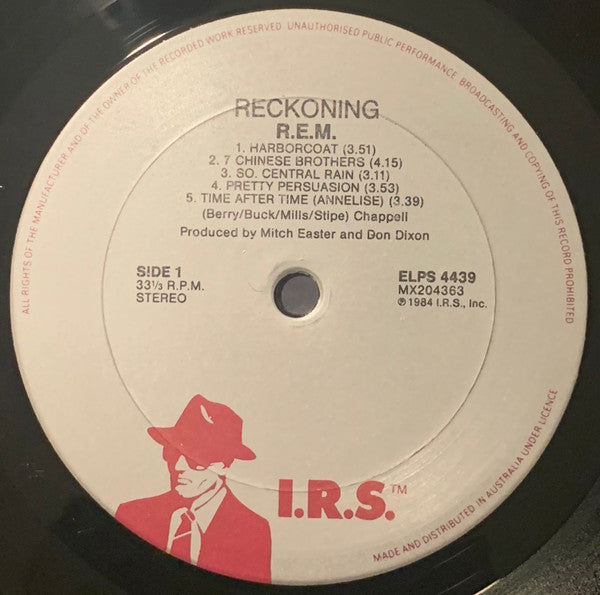 ALL RIGHTS OF THE MANUFACTURER AND OF THE OWNER OF THE RECORDED WORK RESERVED. UNAUTHORISED PUBLIC PERFORMANCE, BROADCASTING AND COPYING OF THIS RECORD PROHIBITED
RECKONING
R.E.M.
1. HARBORCOAT (3.51)
2. 7 CHINESE BROTHERS (4.15)
3. SO. CENTRAL RAIN (3.11)
4. PRETTY PERSUASION (3.53)
5. TIME AFTER TIME (ANNELISE) (3.39)
(Berry/Buck/Mills/Stipe) Chappell
Produced by Mitch Easter and Don Dixon
SIDE 1
33⅓ R.P.M.
STEREO
ELPS 4439
MX204363
℗ 1984 I.R.S., Inc.
I.R.S.™
MADE AND DISTRIBUTED IN AUSTRALIA UNDER LICENCE